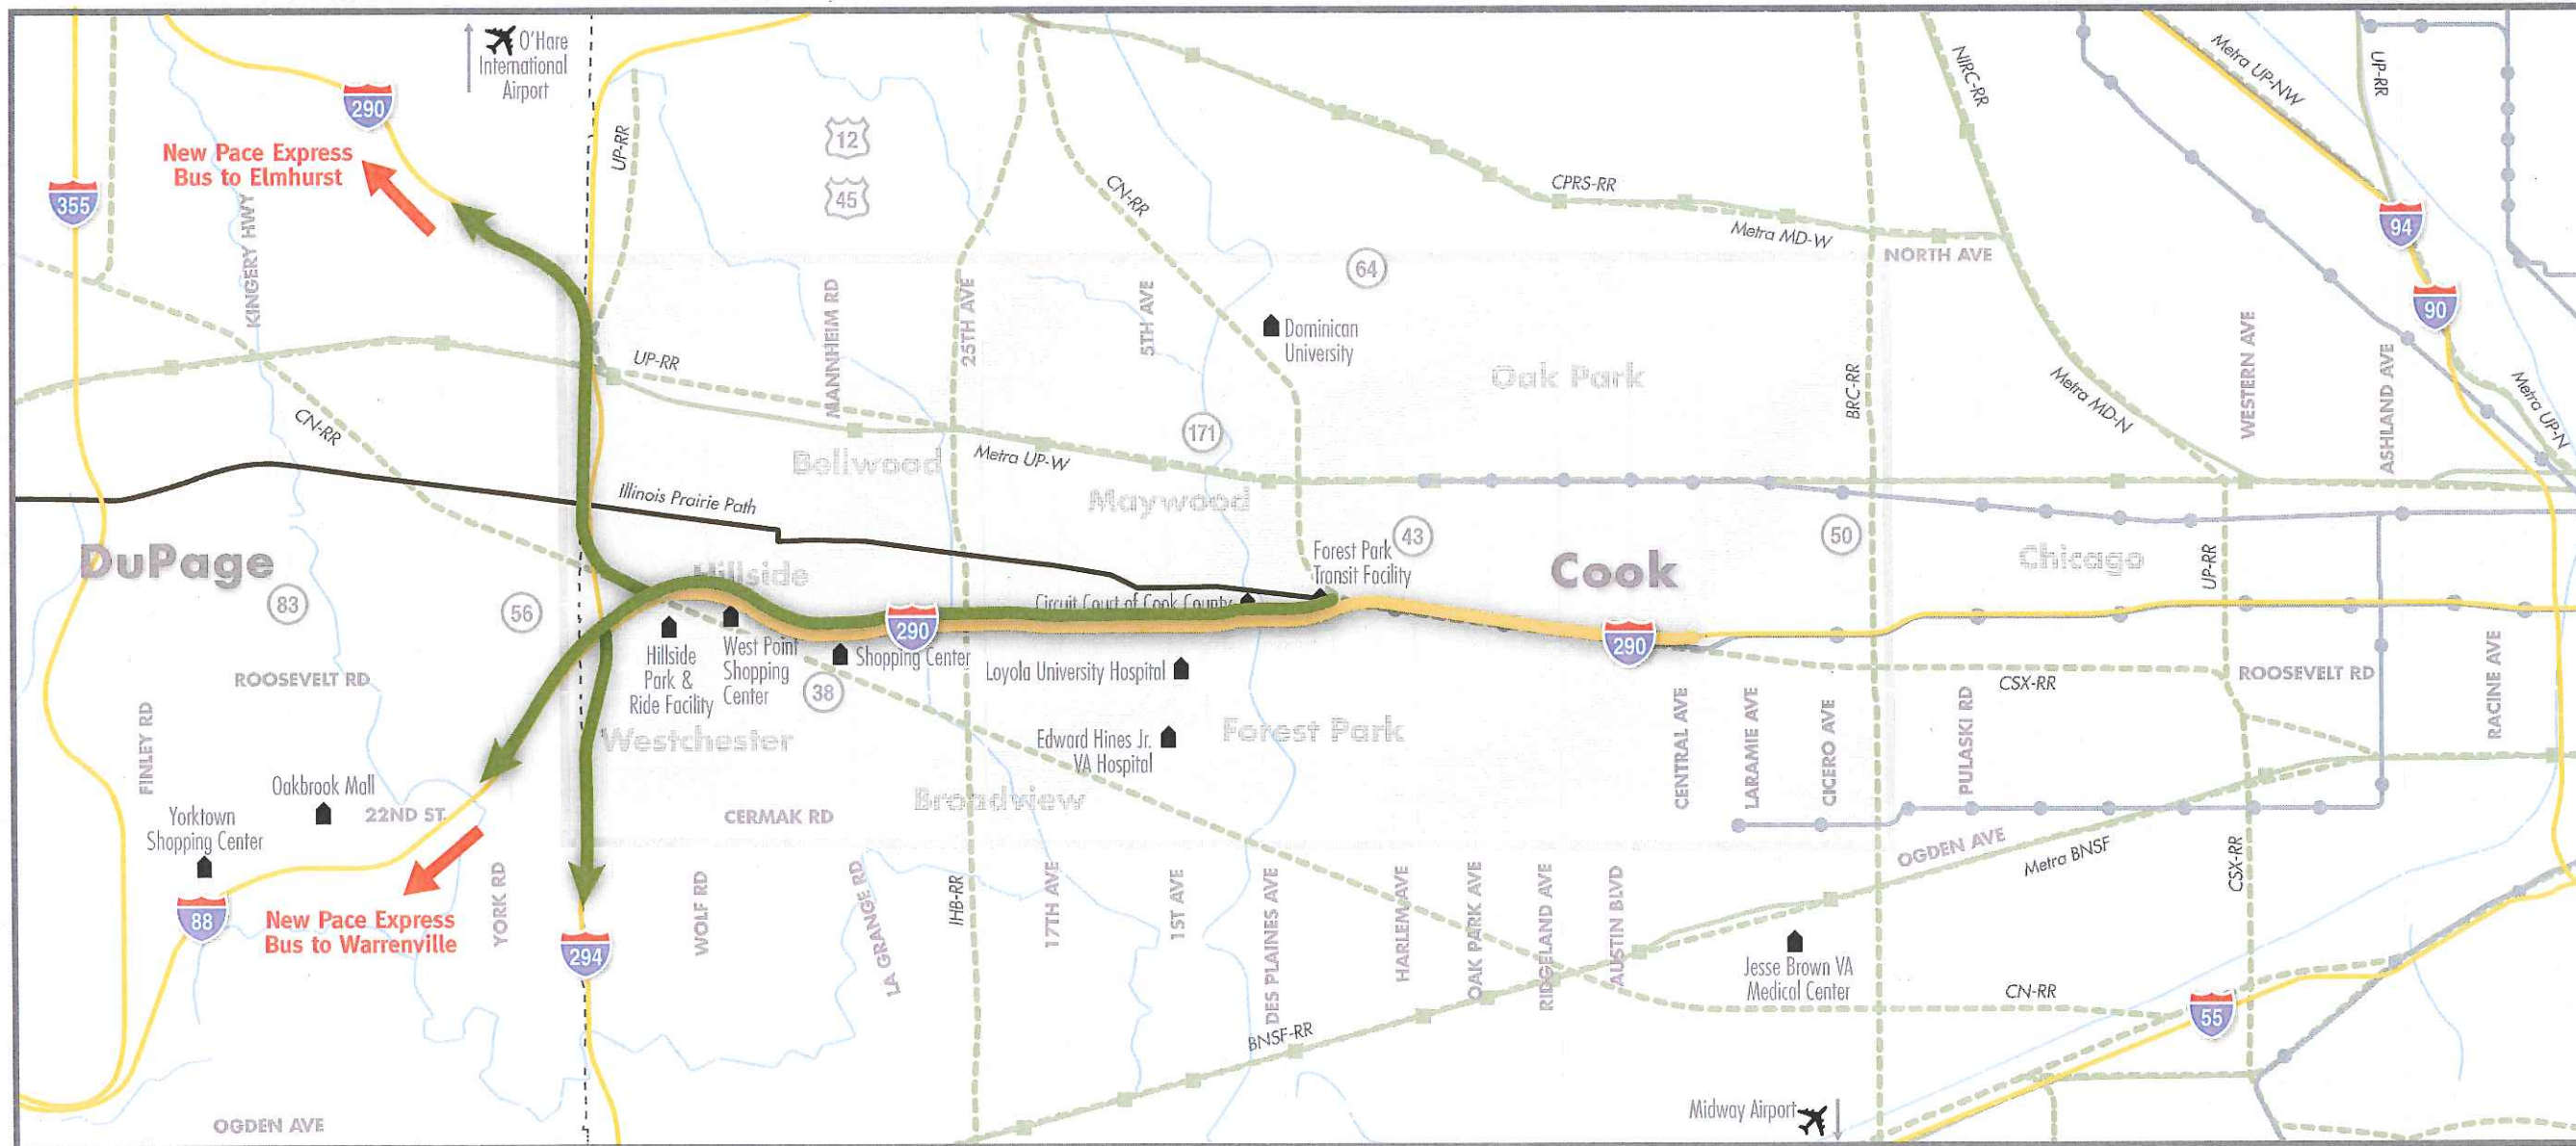 O'Hare
International
Airport
290
New Pace Express
Bus to Elmhurst
355
KINGERY HWY
UP-RR
12
45
CN-RR
CPRS-RR
Metra MD-W
64
NORTH AVE
NIRC-RR
Metra UP-NW
UP-RR
94
90
MANNHEIM RD
25TH AVE
5TH AVE
Dominican
University
Oak Park
BRC-RR
Metra MD-N
WESTERN AVE
ASHLAND AVE
Metra UP-N
UP-RR
CN-RR
171
Bellwood
Metra UP-W
Maywood
Illinois Prairie Path
43
50
DuPage
83
56
Hillside
Forest Park
Transit Facility
Cook
Chicago
UP-RR
Circuit Court of Cook County
290
290
Hillside
Park &
Ride Facility
West Point
Shopping
Center
Shopping Center
38
Loyola University Hospital
ROOSEVELT RD
CSX-RR
ROOSEVELT RD
RACINE AVE
FINLEY RD
Westchester
Edward Hines Jr.
VA Hospital
Forest Park
CENTRAL AVE
LARAMIE AVE
CICERO AVE
PULASKI RD
Oakbrook Mall
Yorktown
Shopping Center
22ND ST.
CERMAK RD
Broadview
OGDEN AVE
Metra BNSF
CSX-RR
88
New Pace Express
Bus to Warrenville
YORK RD
294
WOLF RD
LA GRANGE RD
IHB-RR
17TH AVE
1ST AVE
DES PLAINES AVE
HARLEM AVE
OAK PARK AVE
RIDGELAND AVE
AUSTIN BLVD
Jesse Brown VA
Medical Center
CN-RR
55
BNSF-RR
Midway Airport
OGDEN AVE